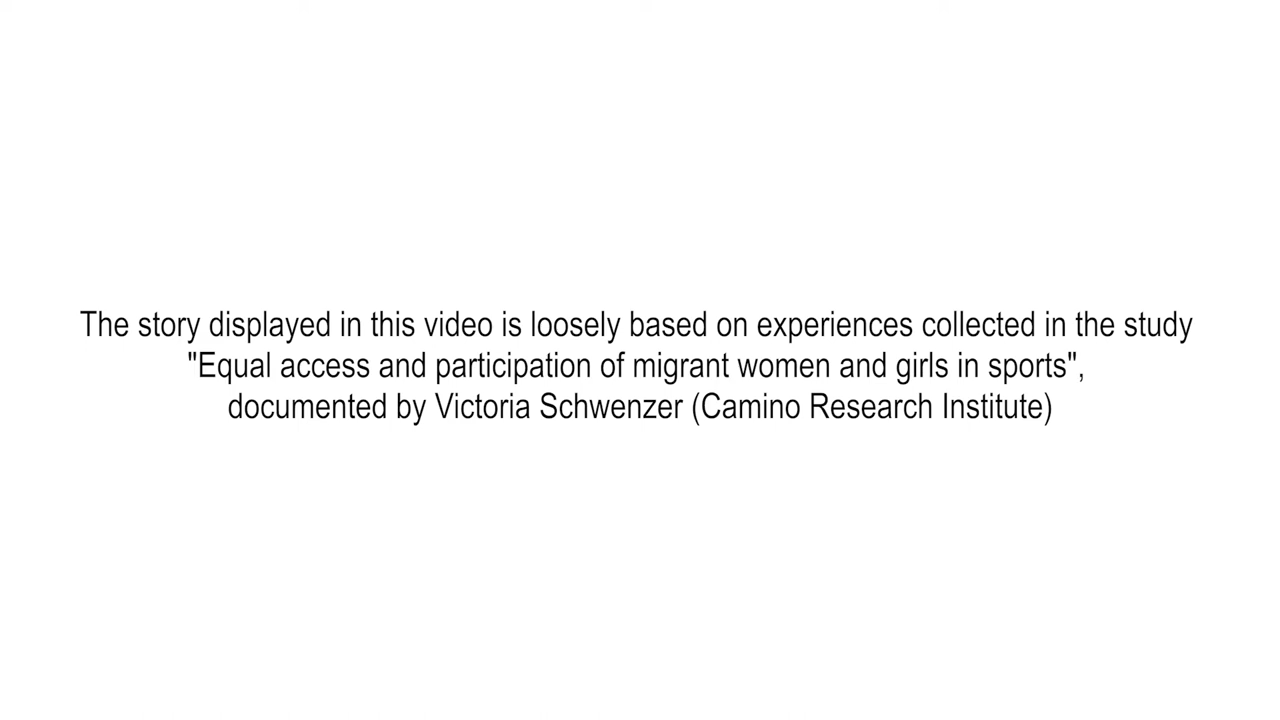 The story displayed in this video is loosely based on experiences collected in the study
"Equal access and participation of migrant women and girls in sports",
documented by Victoria Schwenzer (Camino Research Institute)